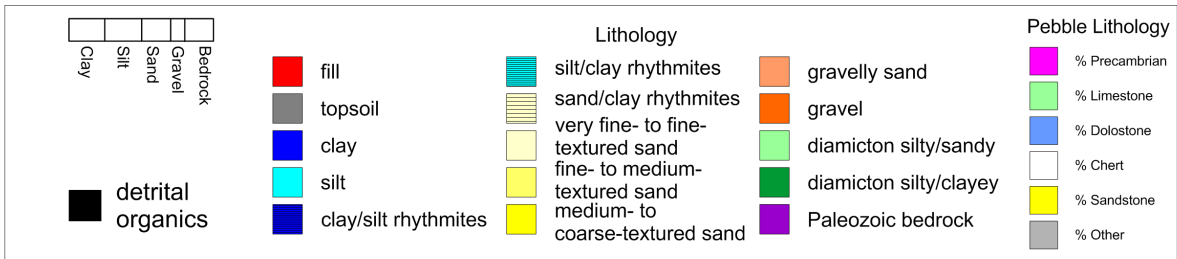 Clay
Silt
Sand
Gravel
Bedrock
detrital
organics
Lithology
fill
topsoil
clay
silt
clay/silt rhythmites
silt/clay rhythmites
sand/clay rhythmites
very fine- to fine-
textured sand
fine- to medium-
textured sand
medium- to
coarse-textured sand
gravelly sand
gravel
diamicton silty/sandy
diamicton silty/clayey
Paleozoic bedrock
Pebble Lithology
% Precambrian
% Limestone
% Dolostone
% Chert
% Sandstone
% Other